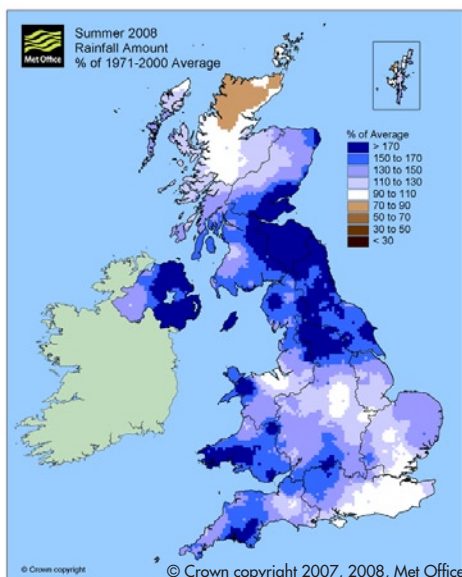 Met Office
Summer 2008
Rainfall Amount
% of 1971-2000 Average
% of Average
> 170
150 to 170
130 to 150
110 to 130
90 to 110
70 to 90
50 to 70
30 to 50
< 30
© Crown copyright
© Crown copyright 2007, 2008, Met Office